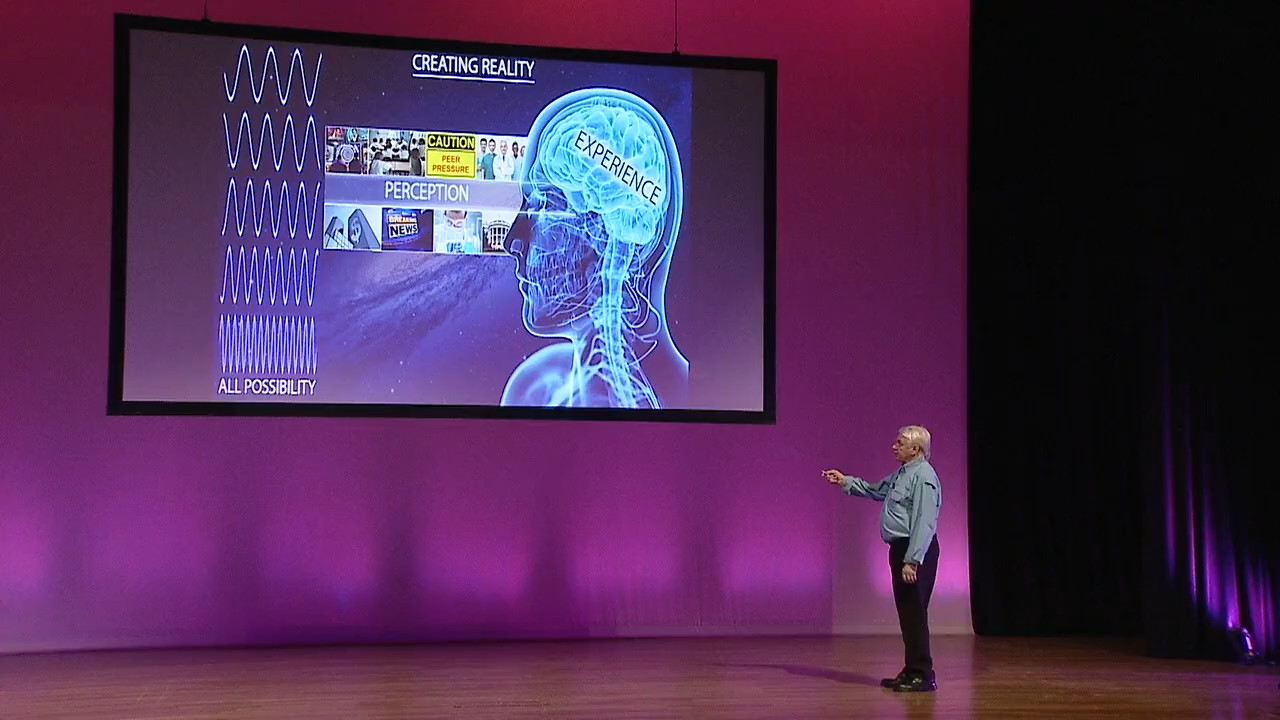 CREATING REALITY
CAUTION
PEER
PRESSURE
EXPERIENCE
PERCEPTION
BREAKING
NEWS
ALL POSSIBILITY